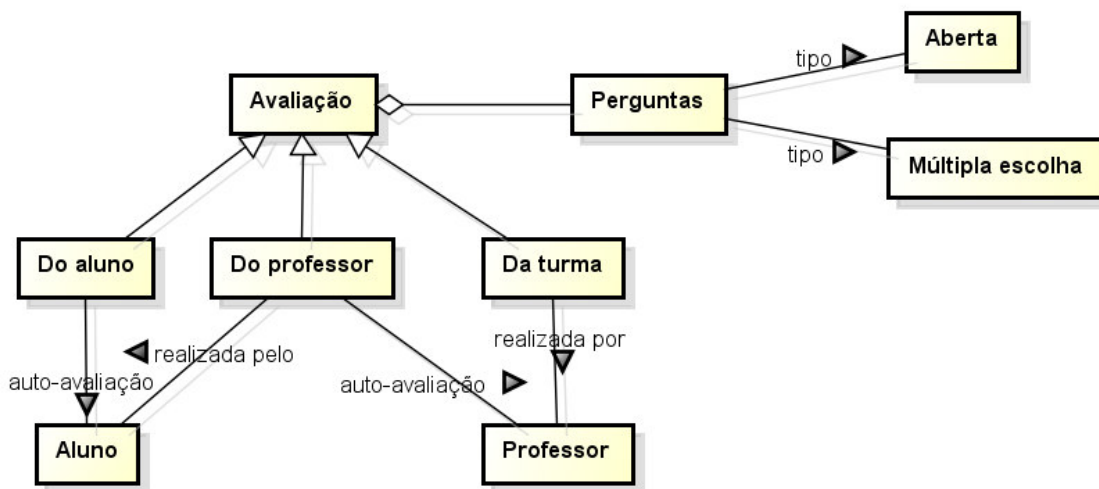 Aberta
tipo
Avaliação
Perguntas
tipo
Múltipla escolha
Do aluno
Do professor
Da turma
realizada por
realizada pelo
auto-avaliação
auto-avaliação
Aluno
Professor